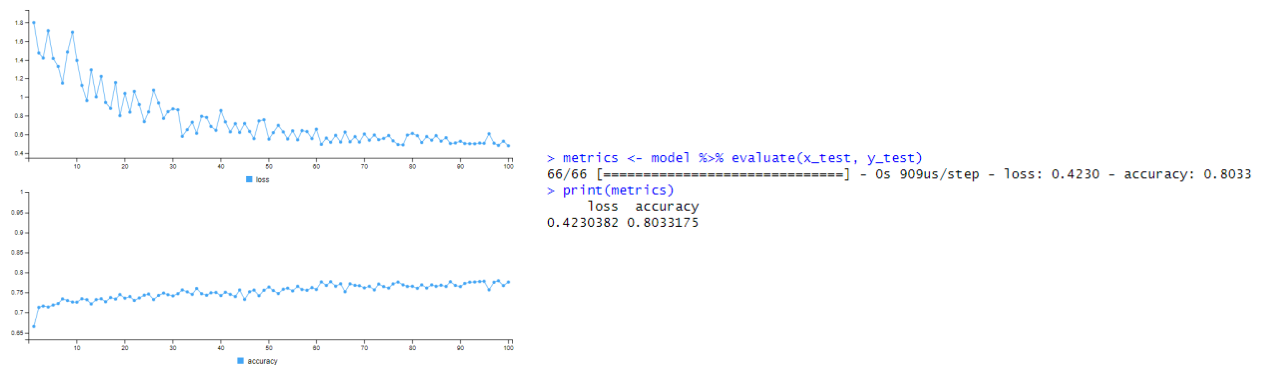 1.8
1.6
1.4
1.2
1
0.8
0.6
0.4
10 20 30 40 50 60 70 80 90 100
loss
1
0.95
0.9
0.85
0.8
0.75
0.7
0.65
10 20 30 40 50 60 70 80 90 100
accuracy
> metrics <- model %>% evaluate(x_test, y_test)
66/66 [==============================] - 0s 909us/step - loss: 0.4230 - accuracy: 0.8033
> print(metrics)
loss accuracy
0.4230382 0.8033175